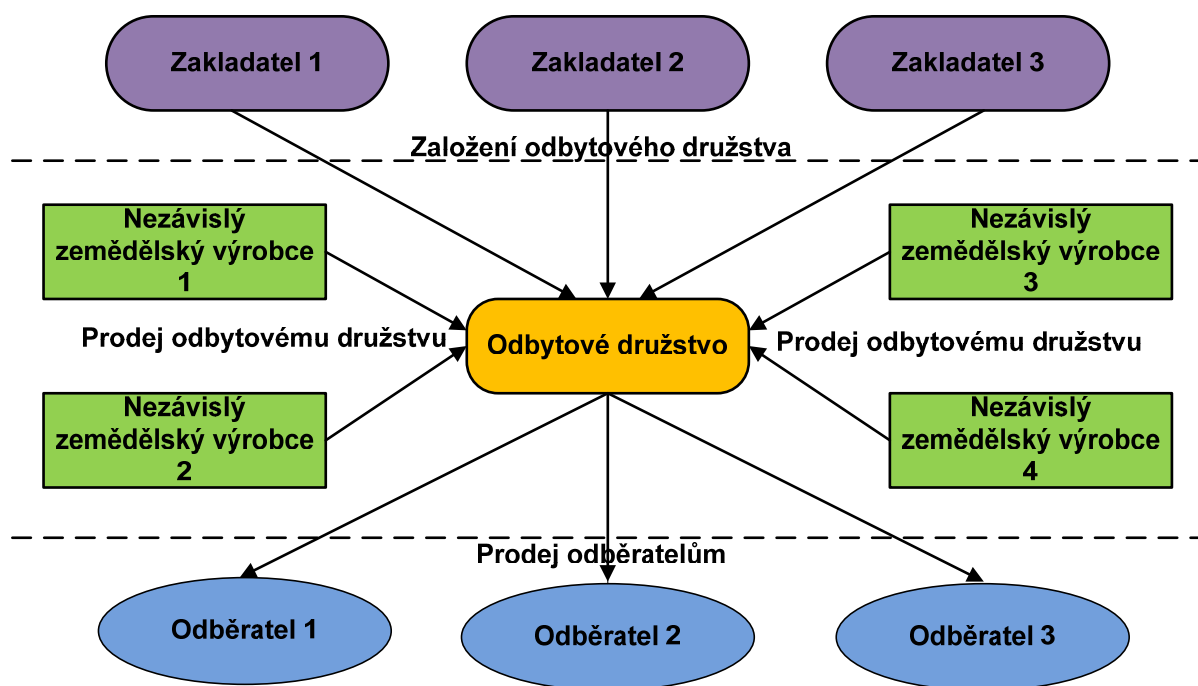 Zakladatel 1
Zakladatel 2
Zakladatel 3
Založení odbytového družstva
Nezávislý
zemědělský výrobce
1
Nezávislý
zemědělský výrobce
3
Prodej odbytovému družstvu
Odbytové družstvo
Prodej odbytovému družstvu
Nezávislý
zemědělský výrobce
2
Nezávislý
zemědělský výrobce
4
Prodej odběratelům
Odběratel 1
Odběratel 2
Odběratel 3